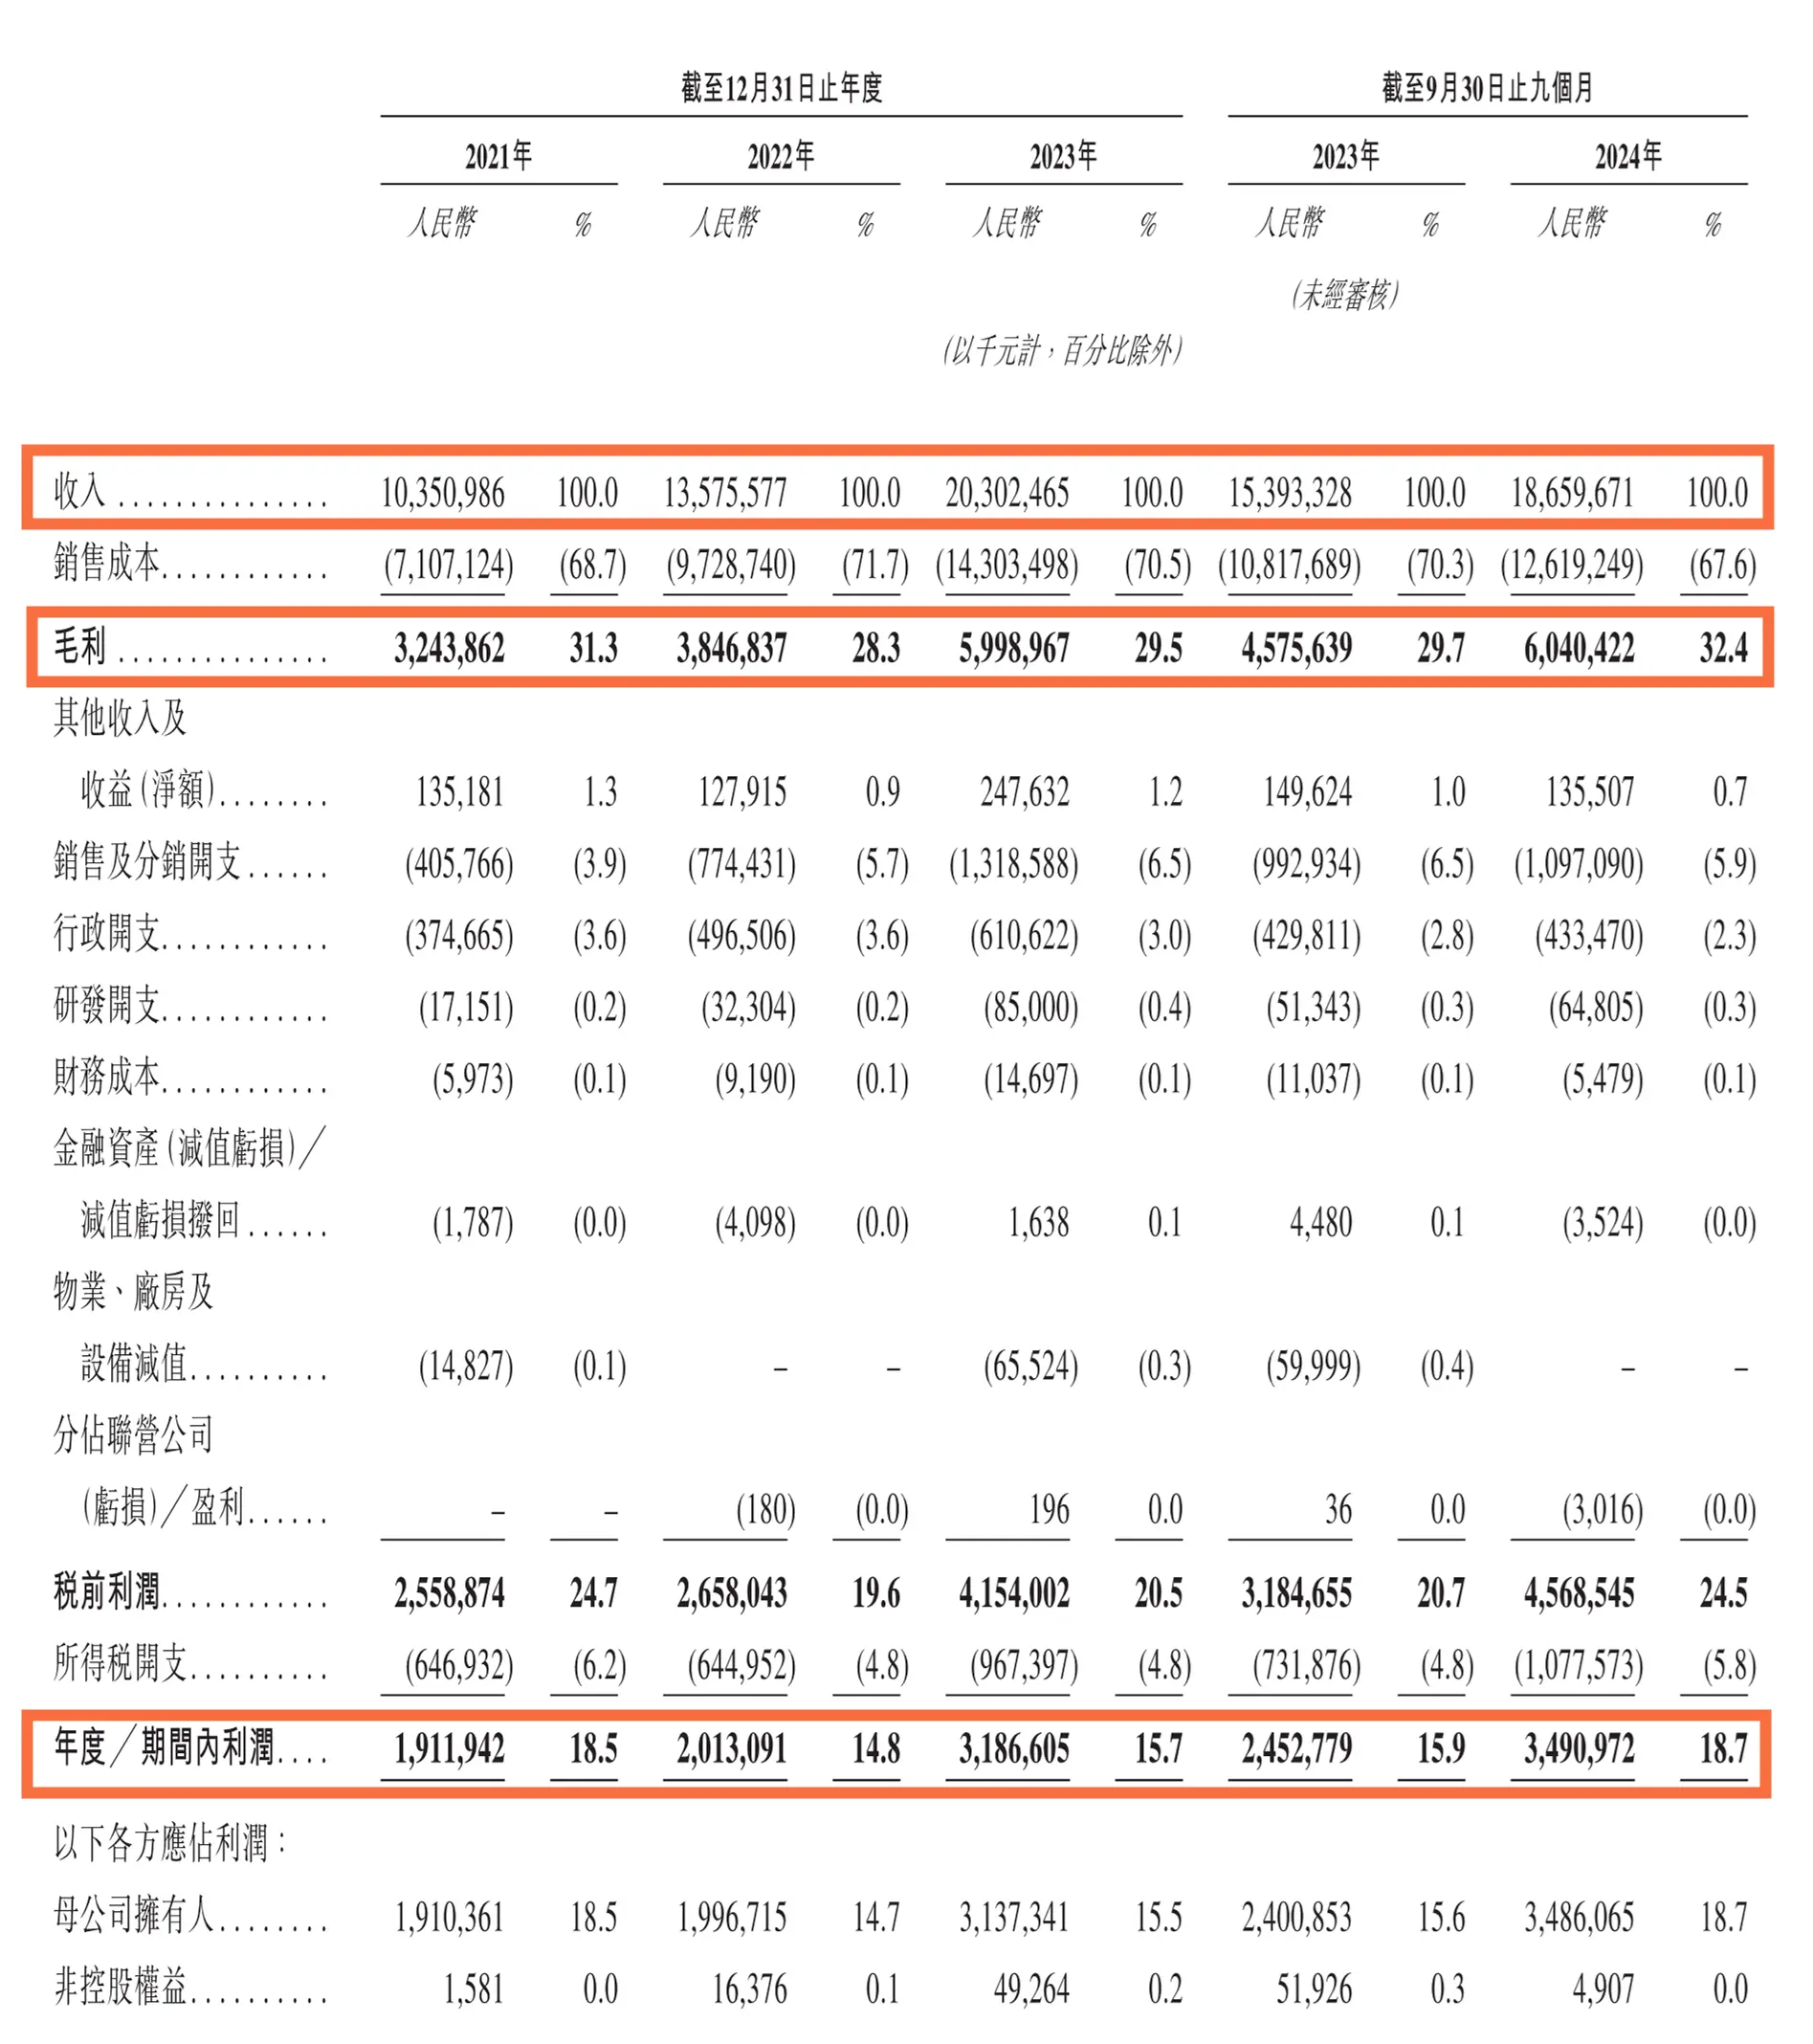 截至12月31日止年度 截至9月30日止九個月
2021年 2022年 2023年 2023年 2024年
人民幣 % 人民幣 % 人民幣 % 人民幣 % 人民幣 %
(未經審核)
(以千元計，百分比除外)
收入 ............... 10,350,986 100.0 13,575,577 100.0 20,302,465 100.0 15,393,328 100.0 18,659,671 100.0
銷售成本............ (7,107,124) (68.7) (9,728,740) (71.7) (14,303,498) (70.5) (10,817,689) (70.3) (12,619,249) (67.6)
毛利 ............... 3,243,862 31.3 3,846,837 28.3 5,998,967 29.5 4,575,639 29.7 6,040,422 32.4
其他收入及
收益(淨額)........ 135,181 1.3 127,915 0.9 247,632 1.2 149,624 1.0 135,507 0.7
銷售及分銷開支...... (405,766) (3.9) (774,431) (5.7) (1,318,588) (6.5) (992,934) (6.5) (1,097,090) (5.9)
行政開支............ (374,665) (3.6) (496,506) (3.6) (610,622) (3.0) (429,811) (2.8) (433,470) (2.3)
研發開支............ (17,151) (0.2) (32,304) (0.2) (85,000) (0.4) (51,343) (0.3) (64,805) (0.3)
財務成本............ (5,973) (0.1) (9,190) (0.1) (14,697) (0.1) (11,037) (0.1) (5,479) (0.1)
金融資產(減值虧損)／
減值虧損撥回...... (1,787) (0.0) (4,098) (0.0) 1,638 0.1 4,480 0.1 (3,524) (0.0)
物業、廠房及
設備減值.......... (14,827) (0.1) – – (65,524) (0.3) (59,999) (0.4) – –
分佔聯營公司
(虧損)／盈利...... – – (180) (0.0) 196 0.0 36 0.0 (3,016) (0.0)
稅前利潤............ 2,558,874 24.7 2,658,043 19.6 4,154,002 20.5 3,184,655 20.7 4,568,545 24.5
所得稅開支.......... (646,932) (6.2) (644,952) (4.8) (967,397) (4.8) (731,876) (4.8) (1,077,573) (5.8)
年度／期間內利潤.... 1,911,942 18.5 2,013,091 14.8 3,186,605 15.7 2,452,779 15.9 3,490,972 18.7
以下各方應佔利潤：
母公司擁有人........ 1,910,361 18.5 1,996,715 14.7 3,137,341 15.5 2,400,853 15.6 3,486,065 18.7
非控股權益.......... 1,581 0.0 16,376 0.1 49,264 0.2 51,926 0.3 4,907 0.0